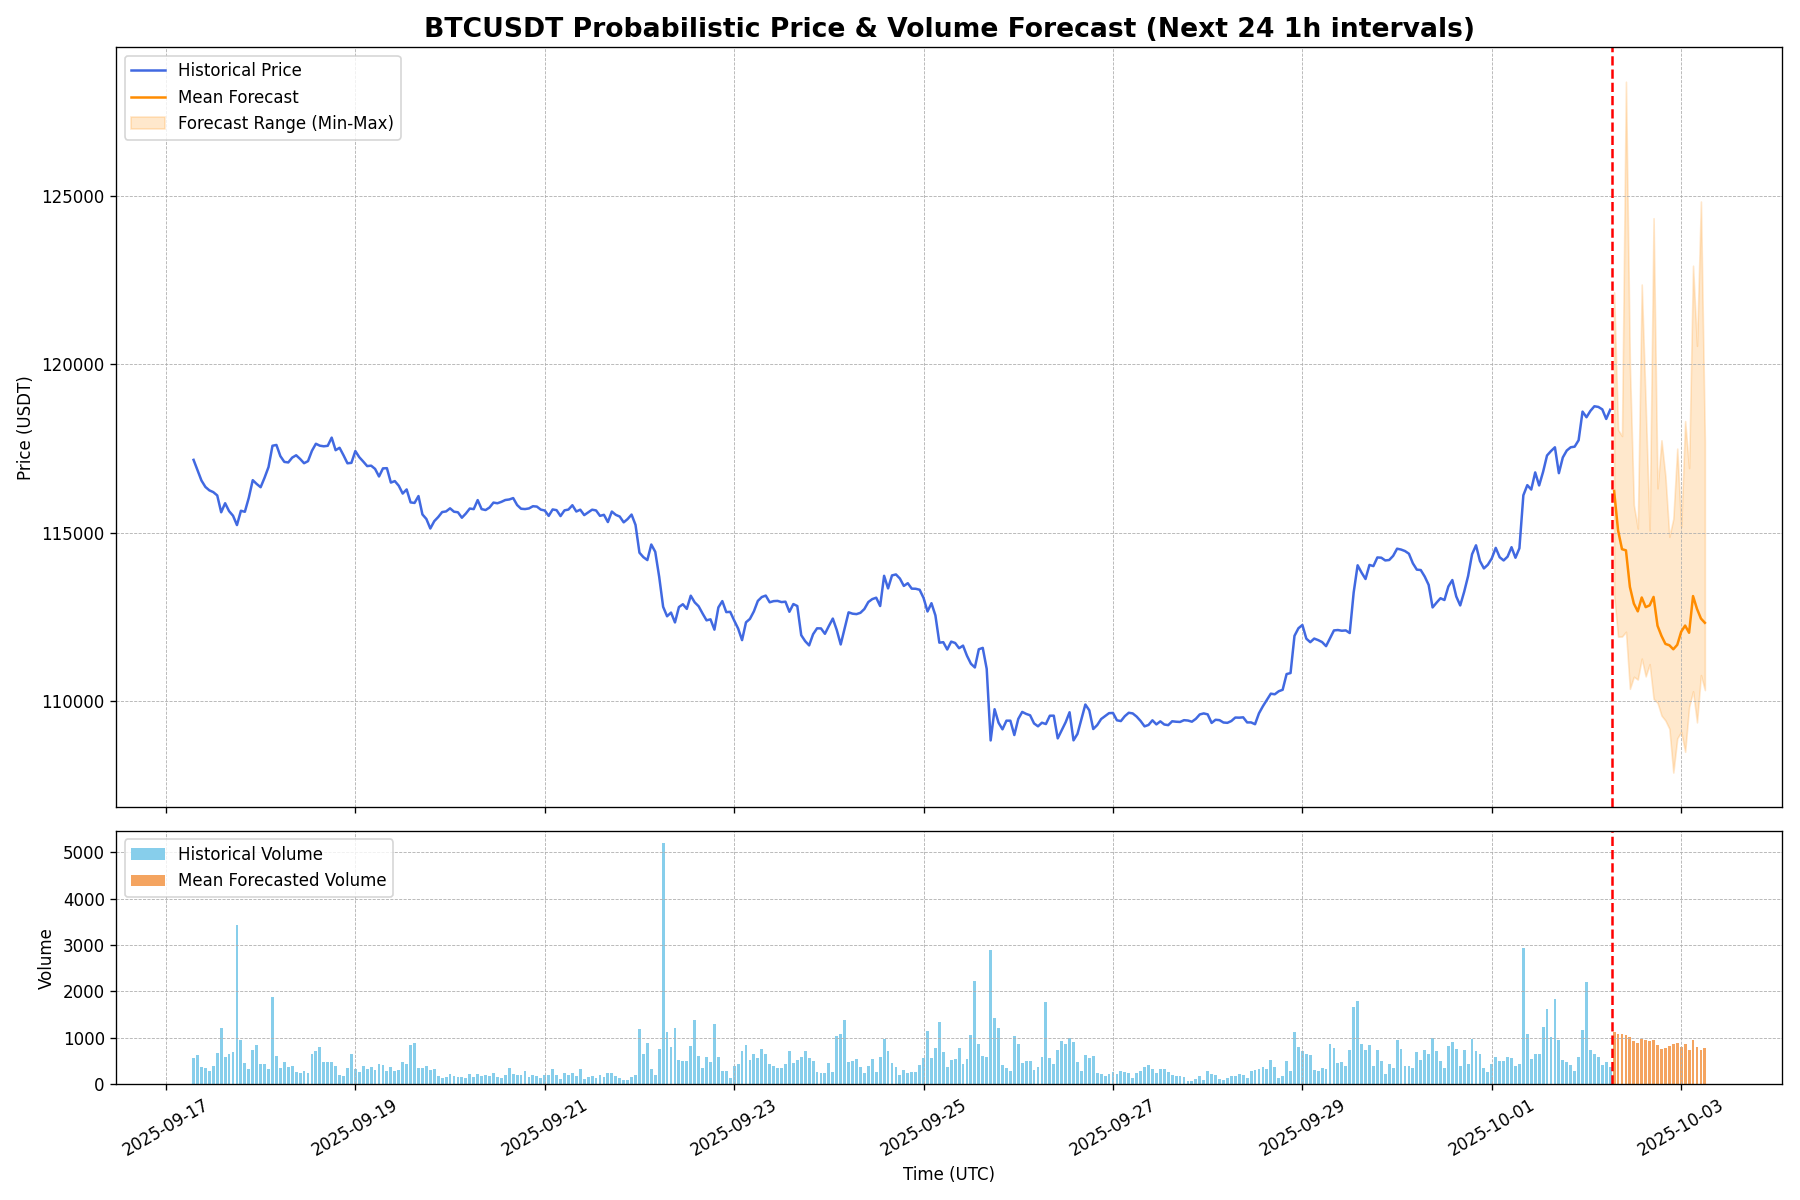 BTCUSDT Probabilistic Price & Volume Forecast (Next 24 1h intervals)
Historical Price
Mean Forecast
Forecast Range (Min-Max)
125000
120000
115000
110000
Price (USDT)
Historical Volume
Mean Forecasted Volume
5000
4000
3000
2000
1000
0
Volume
2025-09-17
2025-09-19
2025-09-21
2025-09-23
2025-09-25
2025-09-27
2025-09-29
2025-10-01
2025-10-03
Time (UTC)